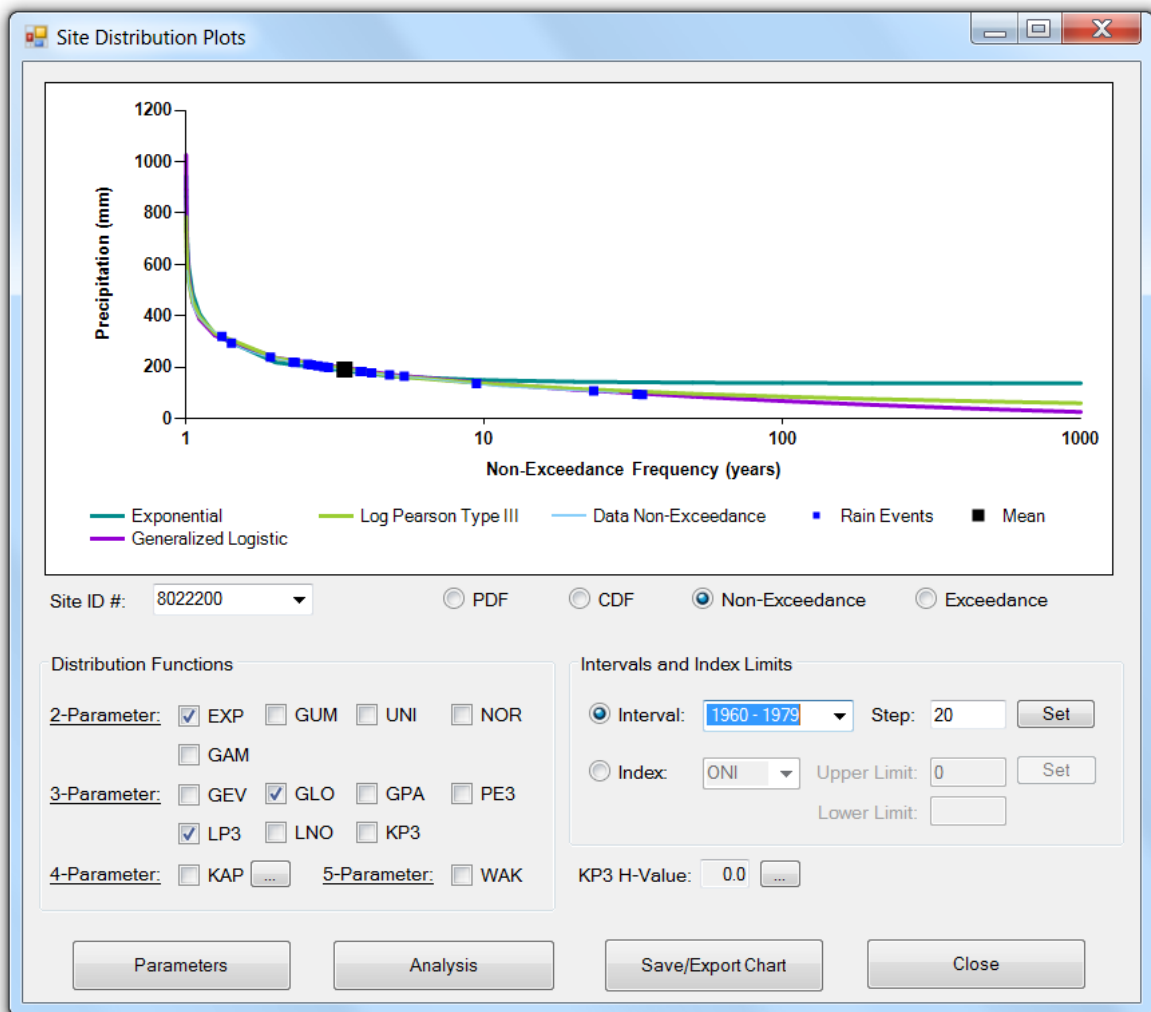 Site Distribution Plots
1200
1000
800
600
400
200
0
Precipitation (mm)
1 10 100 1000
Non-Exceedance Frequency (years)
Exponential Log Pearson Type III Data Non-Exceedance Rain Events Mean
Generalized Logistic
Site ID #: 8022200 PDF CDF Non-Exceedance Exceedance
Distribution Functions
2-Parameter: EXP GUM UNI NOR
GAM
3-Parameter: GEV GLO GPA PE3
LP3 LNO KP3
4-Parameter: KAP ... 5-Parameter: WAK
Intervals and Index Limits
Interval: 1960 - 1979 Step: 20 Set
Index: ONI Upper Limit: 0 Set
Lower Limit:
KP3 H-Value: 0.0 ...
Parameters Analysis Save/Export Chart Close